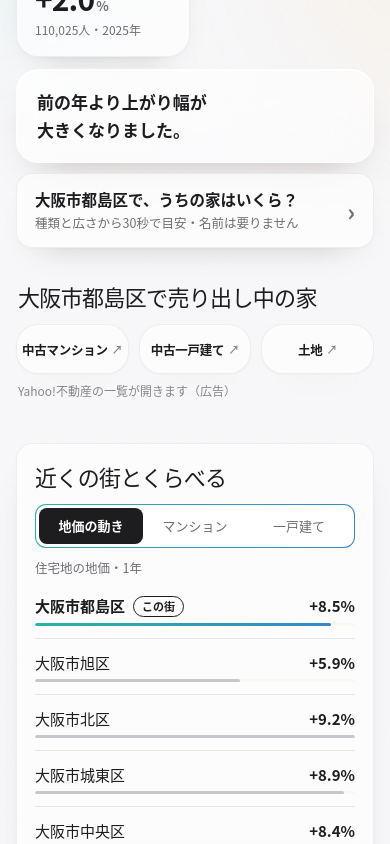 +2.0%
110,025人・2025年
前の年より上がり幅が
大きくなりました。
大阪市都島区で、うちの家はいくら？
種類と広さから30秒で目安・名前は要りません
›
大阪市都島区で売り出し中の家
中古マンション ↗ 中古一戸建て ↗ 土地 ↗
Yahoo!不動産の一覧が開きます（広告）
近くの街とくらべる
地価の動き マンション 一戸建て
住宅地の地価・1年
大阪市都島区 この街 +8.5%
大阪市旭区 +5.9%
大阪市北区 +9.2%
大阪市城東区 +8.9%
大阪市中央区 +8.4%